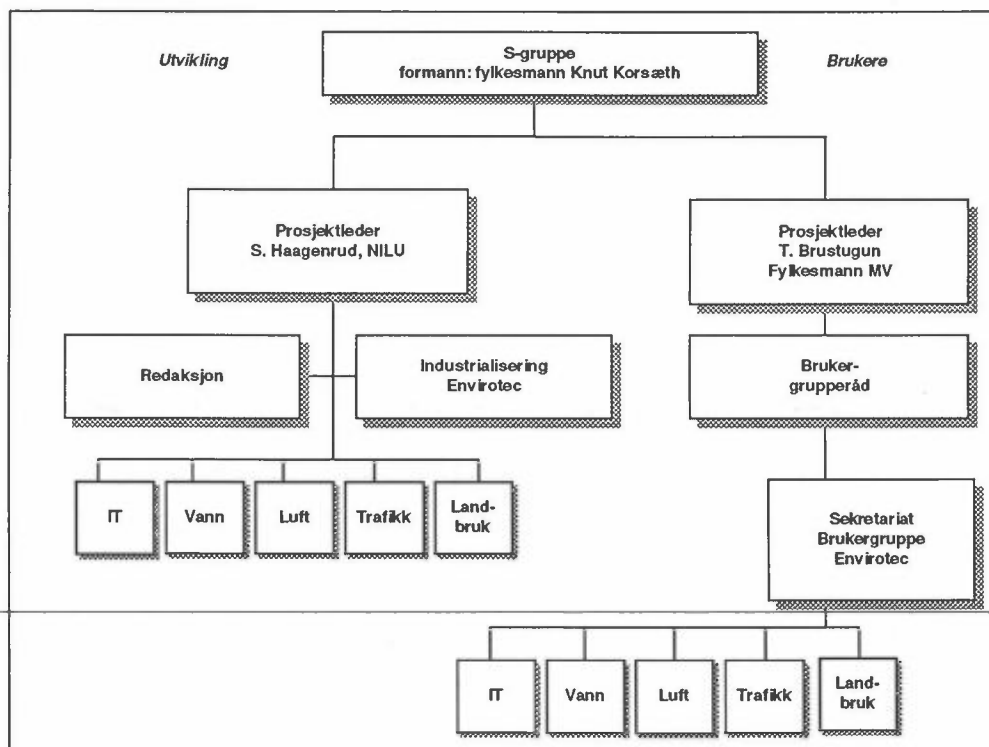 Utvikling
S-gruppe
formann: fylkesmann Knut Korsæth
Brukere
Prosjektleder
S. Haagenrud, NILU
Prosjektleder
T. Brustugun
Fylkesmann MV
Redaksjon
Industrialisering
Envirotec
Bruker-
grupperåd
IT
Vann
Luft
Trafikk
Land-
bruk
Sekretariat
Brukergruppe
Envirotec
IT
Vann
Luft
Trafikk
Land-
bruk